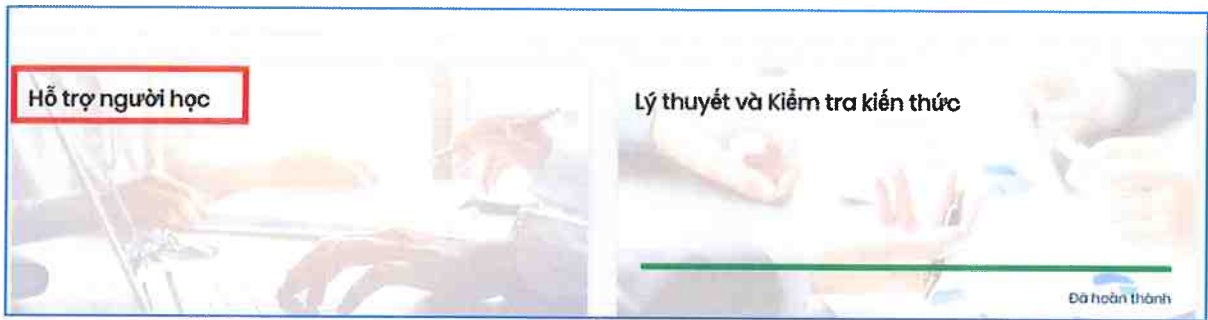 Hỗ trợ người học
Lý thuyết và Kiểm tra kiến thức
Đã hoàn thành